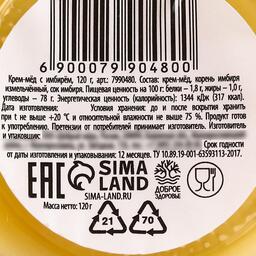 6 900079 904800
Крем-мёд с имбирём, 120 г, арт. 7990480. Состав: крем-мёд, корень имбиря
измельчённый, сок имбиря. Пищевая ценность на 100 г: белки – 1,8 г, жиры – 1,0 г,
углеводы – 78 г. Энергетическая ценность (калорийность): 1344 кДж (317 ккал).
Дата изготовления: Условия хранения: до и после вскрытия хранить
при t не выше +20 °C и относительной влажности не выше 75 %. Продукт готов
к употреблению. Претензии от потребителей принимает изготовитель. Изготовитель
и упаковщик:
Срок годности
от даты изготовления и упаковывания: 12 месяцев. ТУ 10.89.19-001-63593113-2017.
EAC
SIMA
LAND
SIMA-LAND.RU
Масса нетто: 120 г
ДОБРОЕ
ЗДОРОВЬЕ
21
70